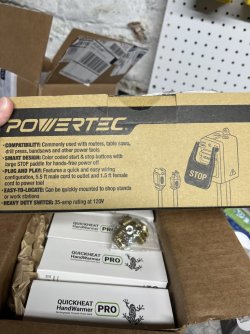 POWERTEC
•COMPATIBILITY: Commonly used with routers, table saws,
drill press, bandsaws and other power tools
•SMART DESIGN: Color coded start & stop buttons with
large STOP paddle for hands-free power off
•PLUG AND PLAY: Features a quick and easy wiring
configuration, 5.5 ft male cord to outlet and 1.5 ft female
cord to power tool
•EASY-TO-LOCATE: Can be quickly mounted to shop stands
or work stations
•HEAVY DUTY SWITCH: 35-amp rating at 120V
STOP
QUICKHEAT
HandWarmer PRO
QUICKHEAT
HandWarmer PRO
QUICKHEAT
HandWarmer PRO